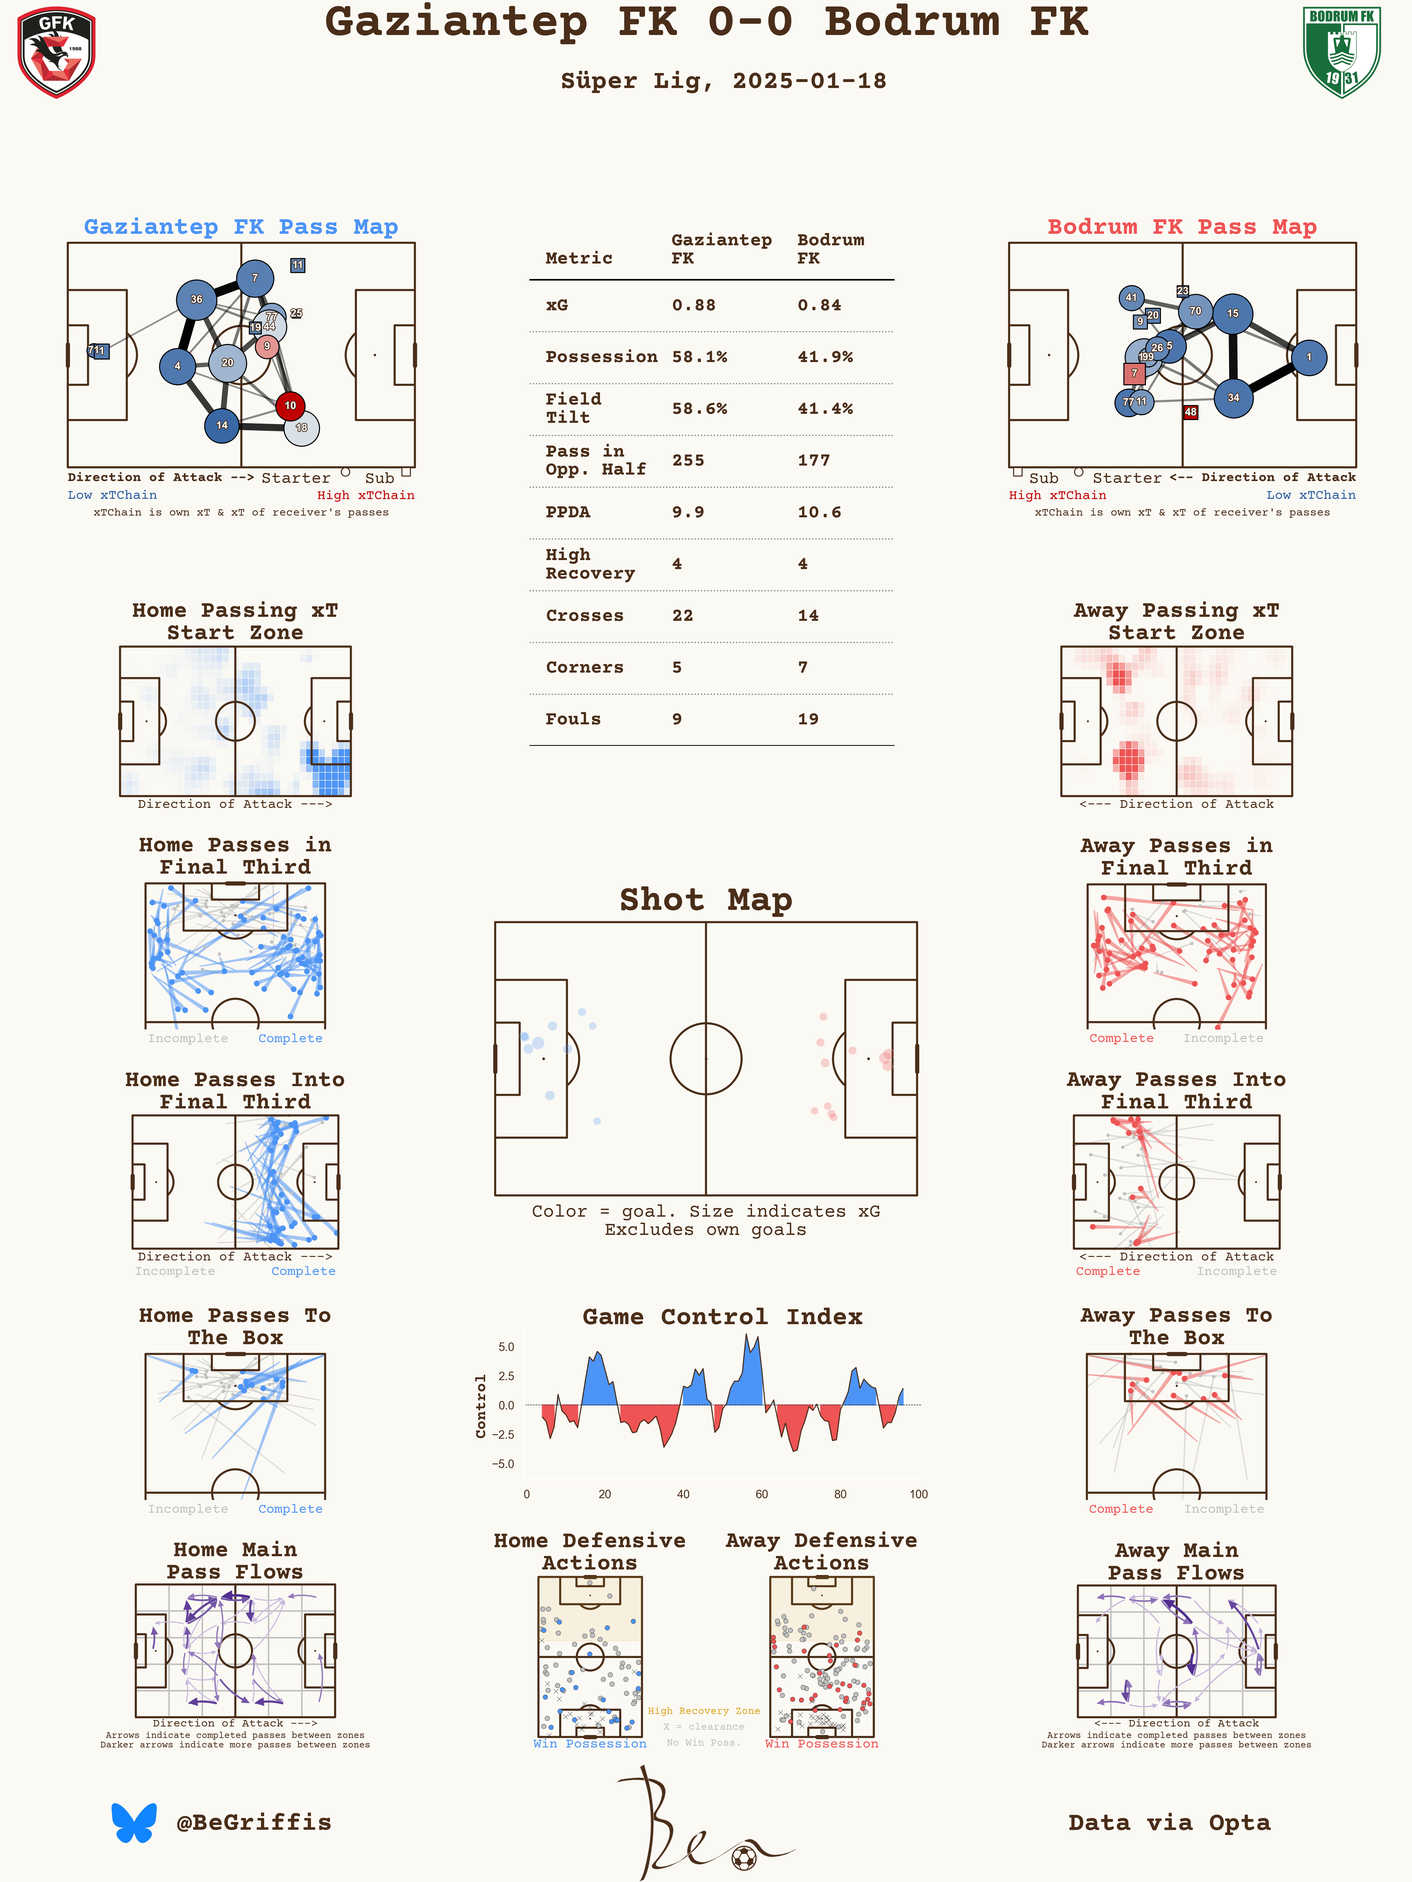 Gaziantep FK 0-0 Bodrum FK
Süper Lig, 2025-01-18
GFK
1988
BODRUM FK
19 31
Gaziantep FK Pass Map
11
7
36
77
25
19
44
9
11
4
20
10
14
18
Direction of Attack --> Starter Sub
Low xTChain High xTChain
xTChain is own xT & xT of receiver's passes
Metric Gaziantep FK Bodrum FK
xG 0.88 0.84
Possession 58.1% 41.9%
Field Tilt 58.6% 41.4%
Pass in Opp. Half 255 177
PPDA 9.9 10.6
High Recovery 4 4
Crosses 22 14
Corners 5 7
Fouls 9 19
Bodrum FK Pass Map
41
23
9
20
70
15
26
5
99
1
7
77
11
34
48
Sub Starter <-- Direction of Attack
High xTChain Low xTChain
xTChain is own xT & xT of receiver's passes
Home Passing xT
Start Zone
Direction of Attack --->
Away Passing xT
Start Zone
<--- Direction of Attack
Home Passes in
Final Third
Incomplete Complete
Away Passes in
Final Third
Complete Incomplete
Shot Map
Color = goal. Size indicates xG
Excludes own goals
Home Passes Into
Final Third
Direction of Attack --->
Incomplete Complete
Away Passes Into
Final Third
<--- Direction of Attack
Complete Incomplete
Home Passes To
The Box
Incomplete Complete
Game Control Index
Control
5.0
2.5
0.0
−2.5
−5.0
0 20 40 60 80 100
Away Passes To
The Box
Complete Incomplete
Home Main
Pass Flows
Direction of Attack --->
Arrows indicate completed passes between zones
Darker arrows indicate more passes between zones
Home Defensive
Actions
Win Possession
Away Defensive
Actions
Win Possession
High Recovery Zone
X = clearance
No Win Poss.
Away Main
Pass Flows
<--- Direction of Attack
Arrows indicate completed passes between zones
Darker arrows indicate more passes between zones
@BeGriffis
Ben
Data via Opta